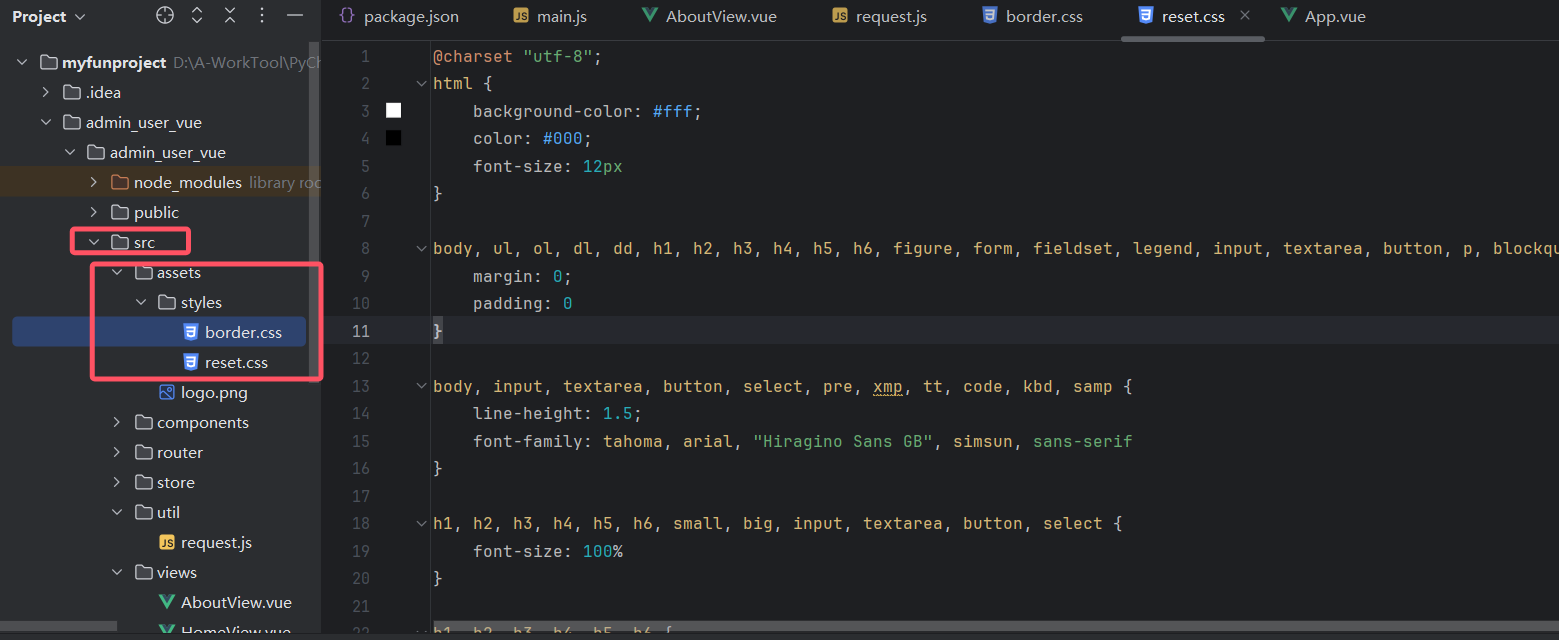 Project
package.json
main.js
AboutView.vue
request.js
border.css
reset.css
App.vue
myfunproject D:\A-WorkTool\PyCh
.idea
admin_user_vue
admin_user_vue
node_modules library roo
public
src
assets
styles
border.css
reset.css
logo.png
components
router
store
util
request.js
views
AboutView.vue
HomeView.vue
1 @charset "utf-8";
2 html {
3 background-color: #fff;
4 color: #000;
5 font-size: 12px
6 }
7
8 body, ul, ol, dl, dd, h1, h2, h3, h4, h5, h6, figure, form, fieldset, legend, input, textarea, button, p, blockqu
9 margin: 0;
10 padding: 0
11 }
12
13 body, input, textarea, button, select, pre, xmp, tt, code, kbd, samp {
14 line-height: 1.5;
15 font-family: tahoma, arial, "Hiragino Sans GB", simsun, sans-serif
16 }
17
18 h1, h2, h3, h4, h5, h6, small, big, input, textarea, button, select {
19 font-size: 100%
20 }
21
22 h1, h2, h3, h4, h5, h6 {